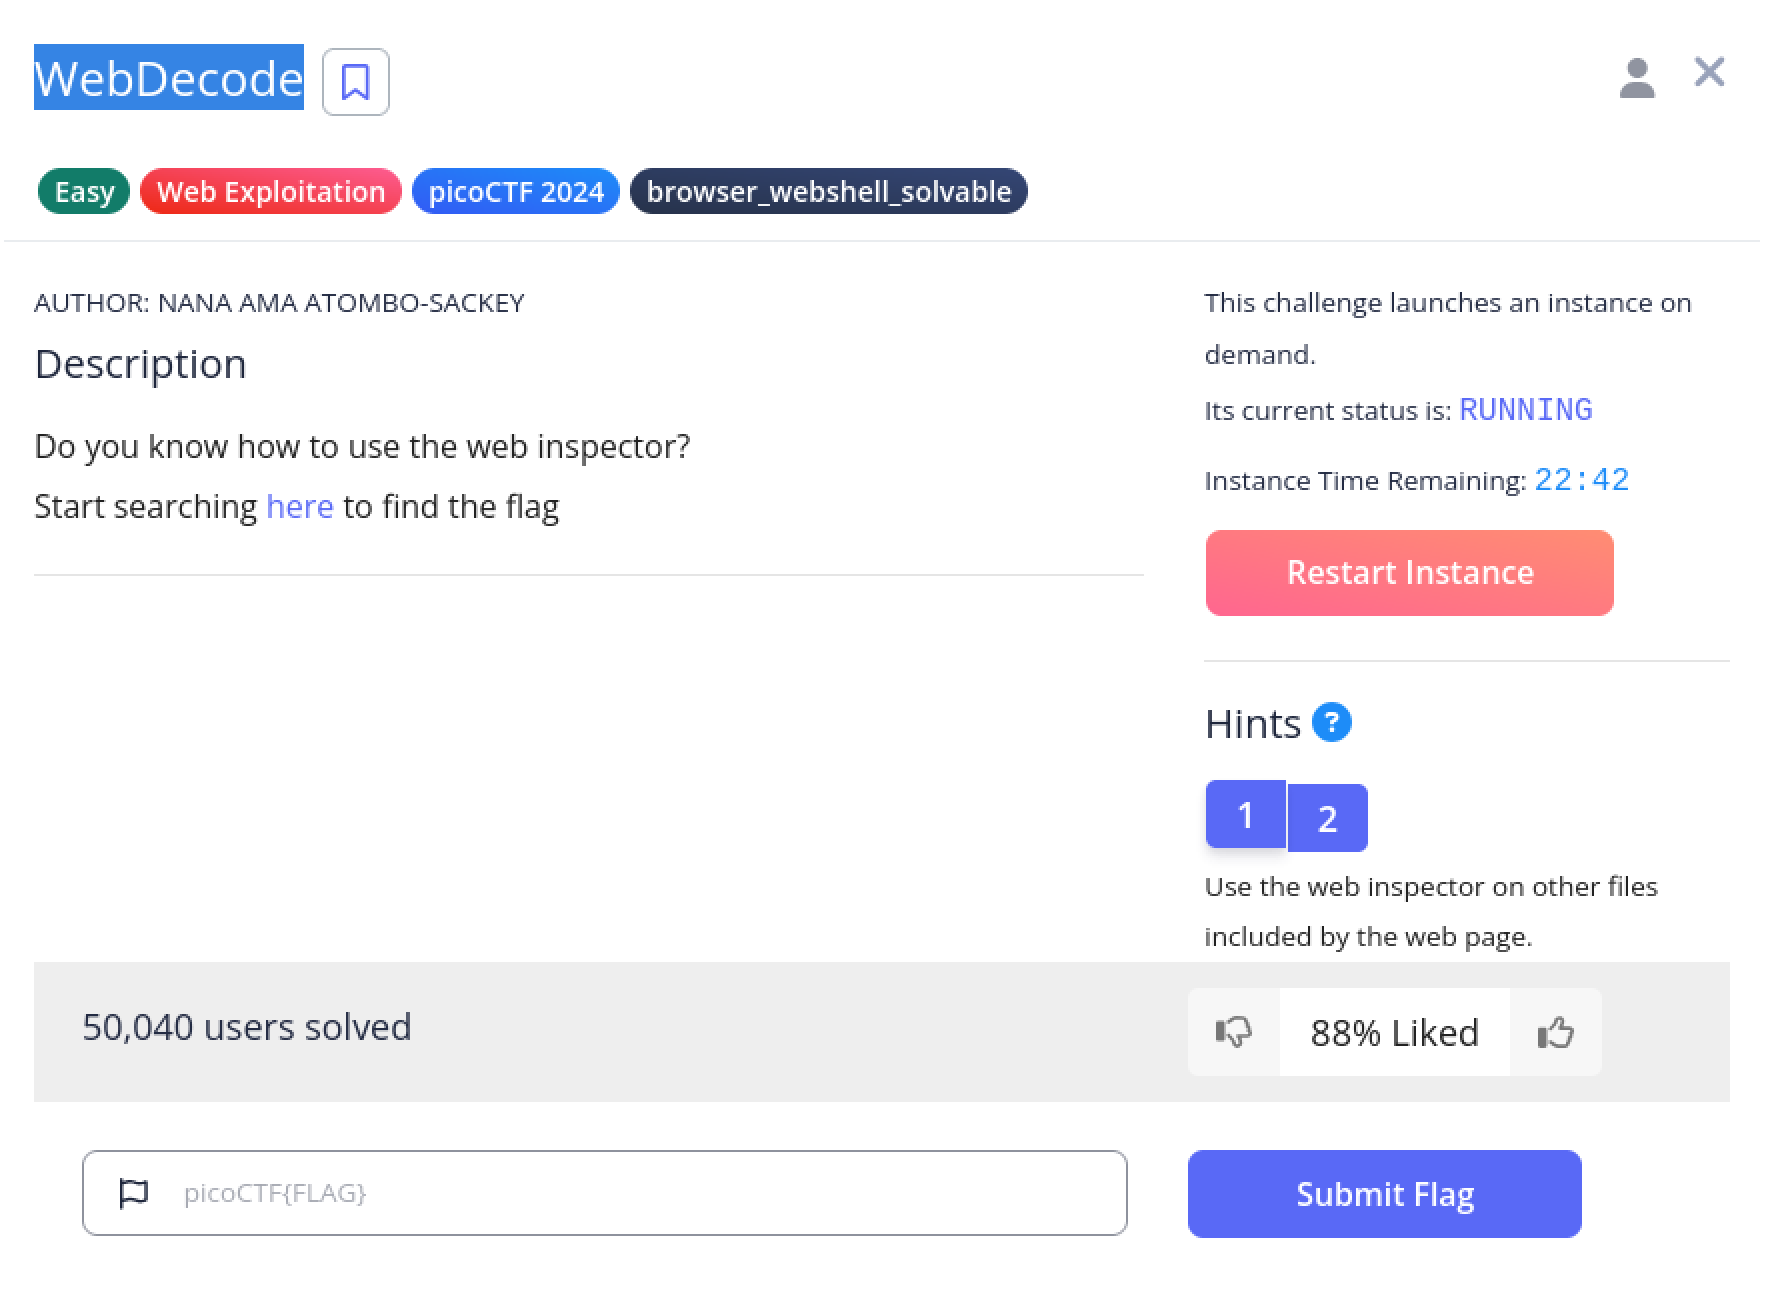 WebDecode
Easy Web Exploitation picoCTF 2024 browser_webshell_solvable
AUTHOR: NANA AMA ATOMBO-SACKEY
Description
Do you know how to use the web inspector?
Start searching here to find the flag
This challenge launches an instance on
demand.
Its current status is: RUNNING
Instance Time Remaining: 22:42
Restart Instance
Hints ?
1 2
Use the web inspector on other files
included by the web page.
50,040 users solved
88% Liked
picoCTF{FLAG}
Submit Flag